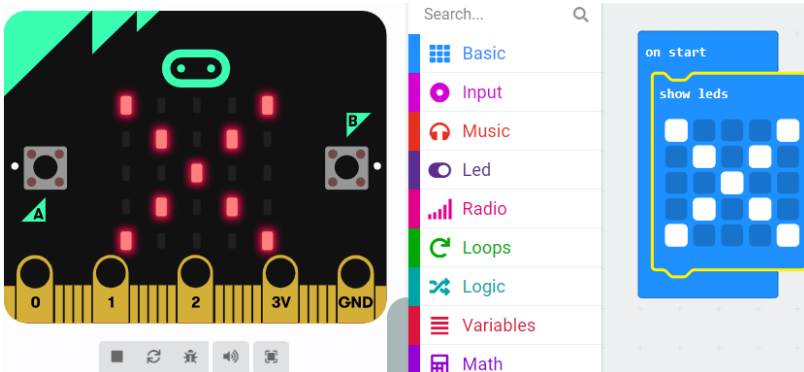 B
A
0 1 2 3V GND
Search...
Basic
Input
Music
Led
Radio
Loops
Logic
Variables
Math
on start
show leds